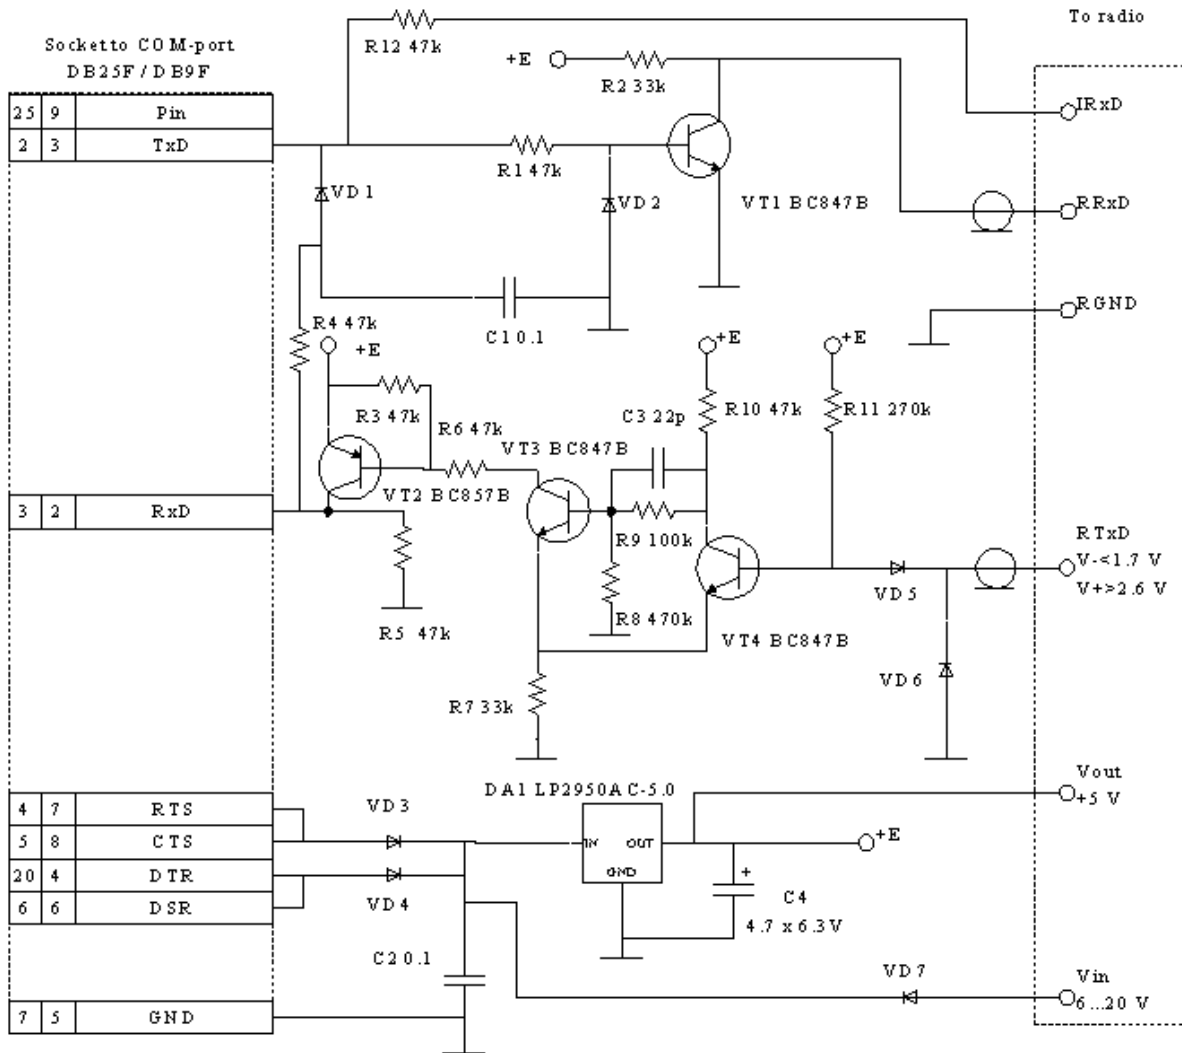 To radio
Socketto COM-port
DB25F / DB9F
R12 47k
+E
R2 33k
IRxD
25 9 Pin
2 3 TxD
R1 47k
VD1
VD2
VT1 BC847B
RRxD
RGND
C1 0.1
R4 47k
+E
+E
+E
R3 47k
R6 47k
C3 22p
R10 47k
R11 270k
VT3 BC847B
VT2 BC857B
3 2 RxD
R9 100k
RTxD
V-<1.7 V
V+>2.6 V
VD5
R8 470k
R5 47k
VT4 BC847B
VD6
R7 33k
Vout
+5 V
DA1 LP2950AC-5.0
4 7 RTS
VD3
5 8 CTS
IN OUT
GND
+E
20 4 DTR
6 6 DSR
VD4
+
C4
4.7 x 6.3V
C2 0.1
VD7
Vin
6...20 V
7 5 GND